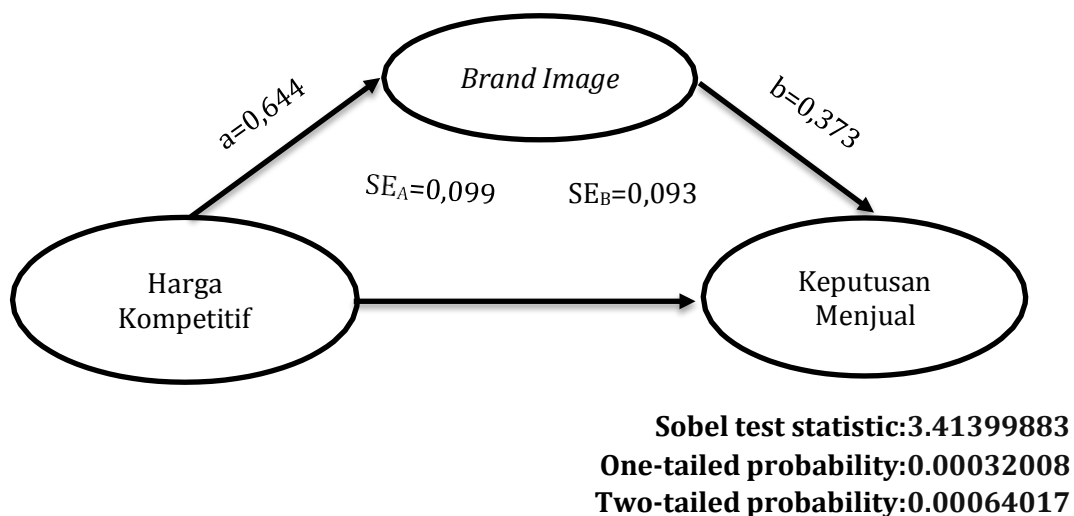 Brand Image
a=0,644
b=0,373
SEA=0,099
SEB=0,093
Harga
Kompetitif
Keputusan
Menjual
Sobel test statistic:3.41399883
One-tailed probability:0.00032008
Two-tailed probability:0.00064017